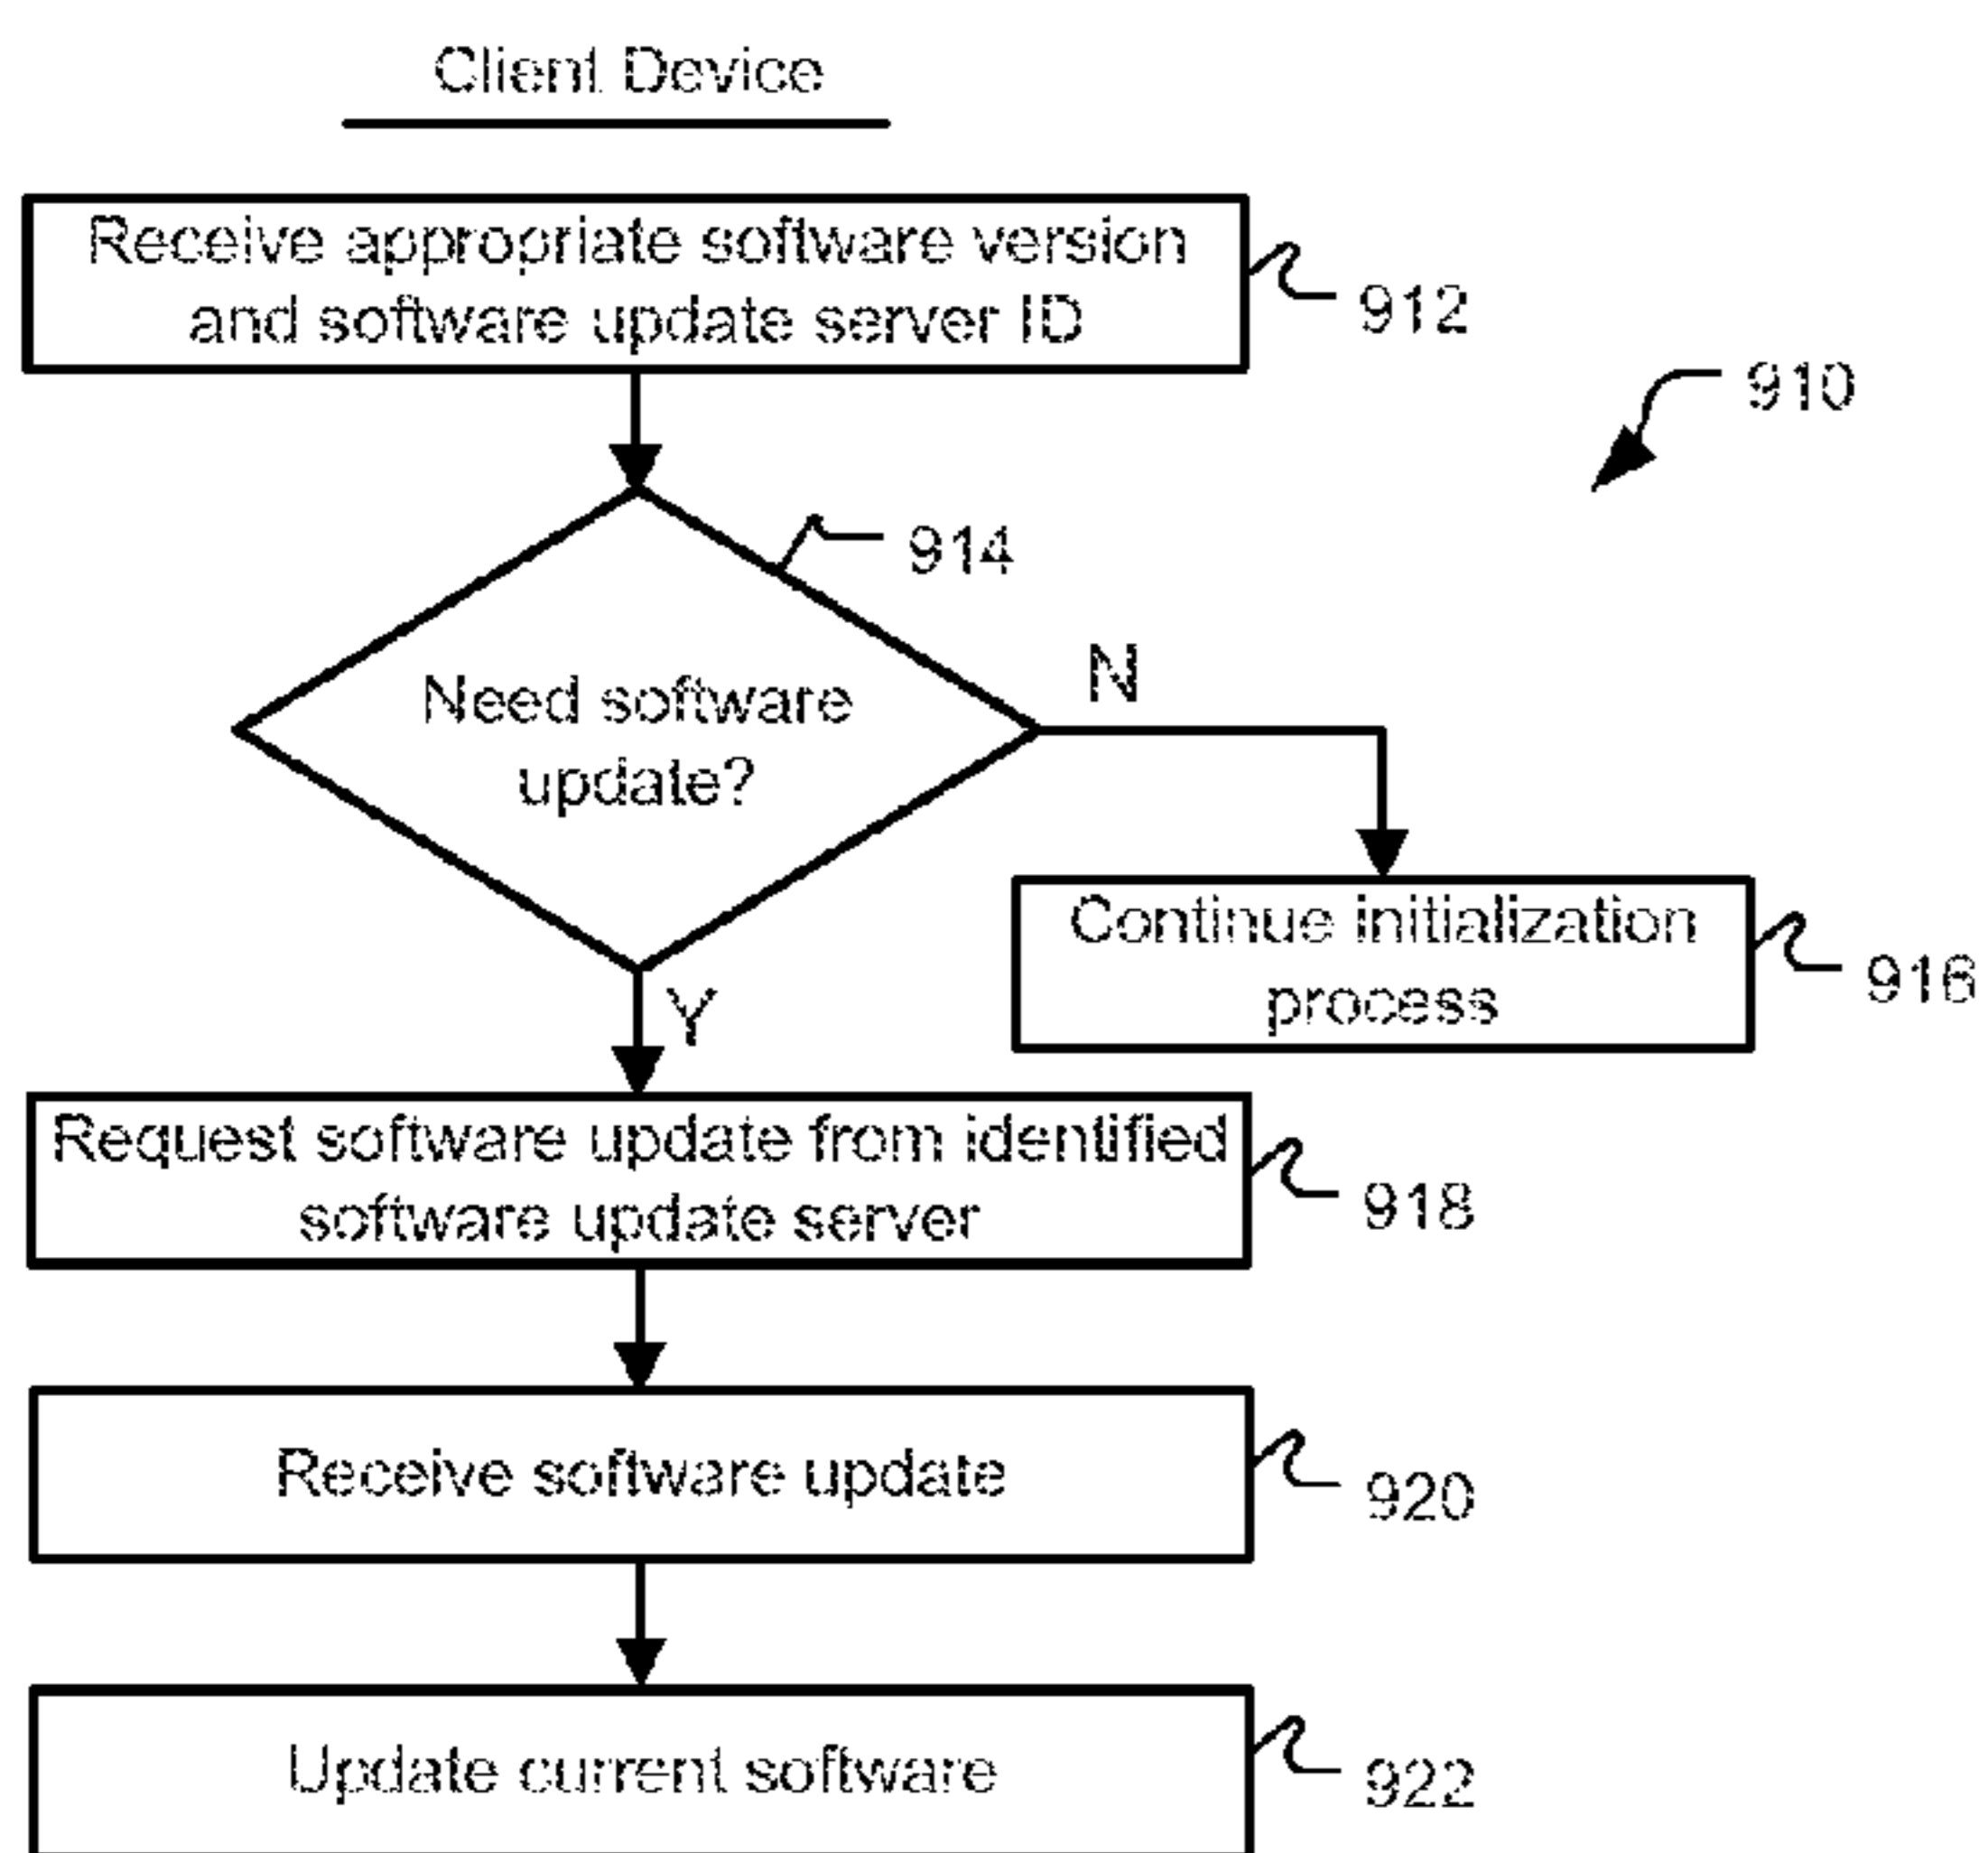 Client Device
Receive appropriate software version
and software update server ID
912
910
914
Need software
update?
N
Continue initialization
process
916
Y
Request software update from identified
software update server
918
Receive software update
920
Update current software
922